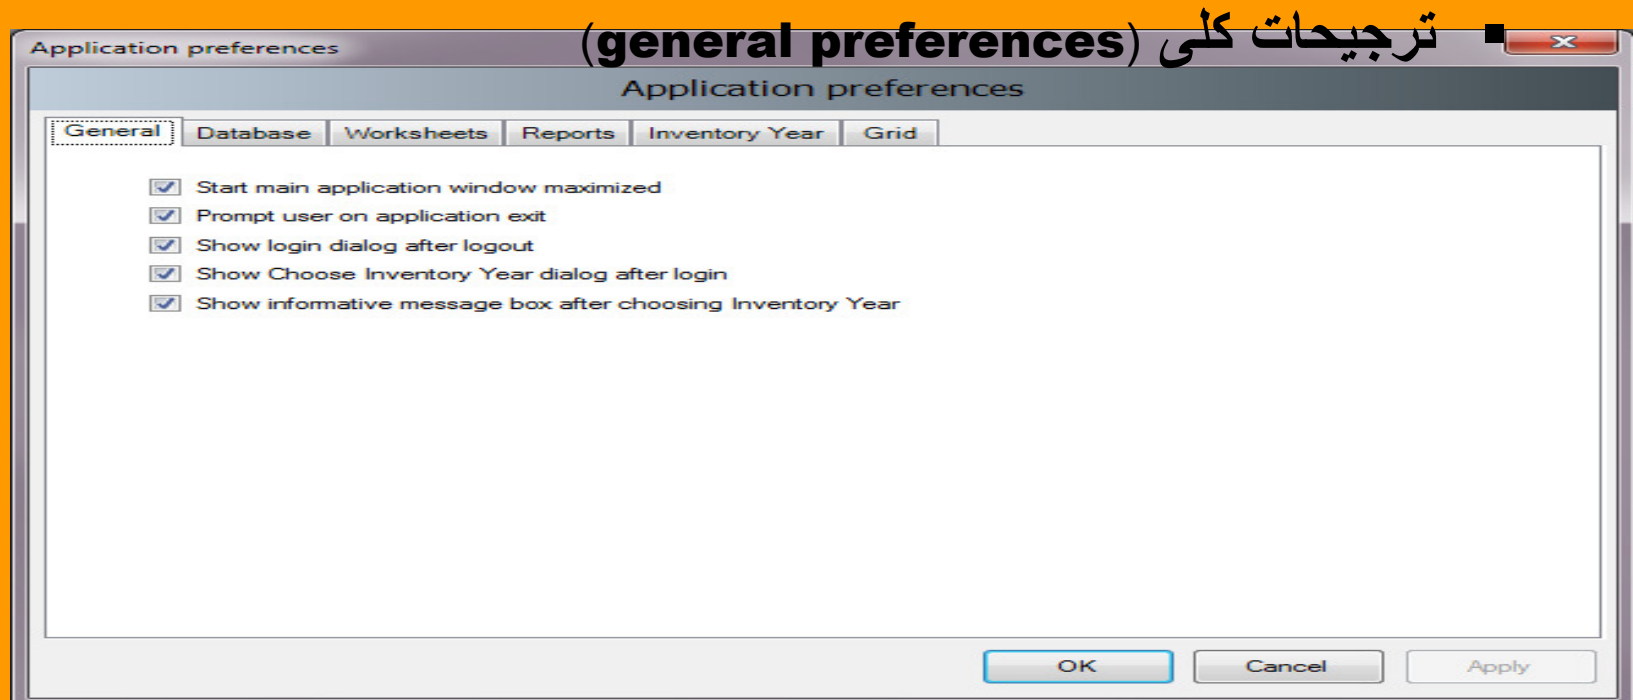 ▪ ترجیحات کلی (general preferences)
Application preferences
Application preferences
General Database Worksheets Reports Inventory Year Grid
Start main application window maximized
Prompt user on application exit
Show login dialog after logout
Show Choose Inventory Year dialog after login
Show informative message box after choosing Inventory Year
OK Cancel Apply